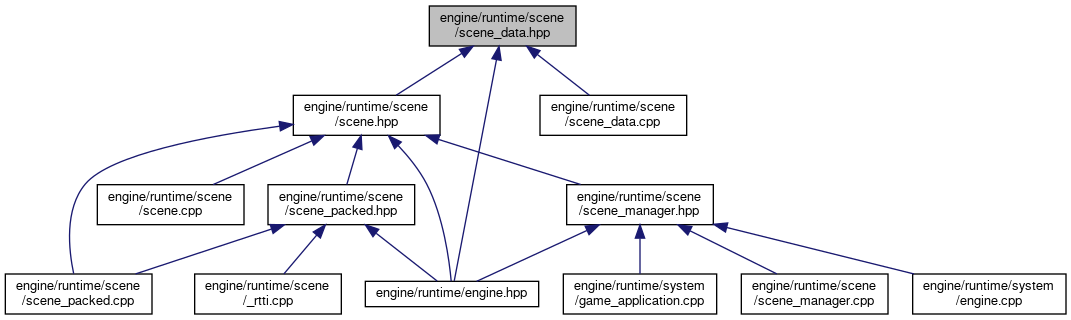 engine/runtime/scene
/scene_data.hpp
engine/runtime/scene
/scene.hpp
engine/runtime/scene
/scene_data.cpp
engine/runtime/scene
/scene.cpp
engine/runtime/scene
/scene_packed.hpp
engine/runtime/scene
/scene_manager.hpp
engine/runtime/scene
/scene_packed.cpp
engine/runtime/scene
/_rtti.cpp
engine/runtime/engine.hpp
engine/runtime/system
/game_application.cpp
engine/runtime/scene
/scene_manager.cpp
engine/runtime/system
/engine.cpp